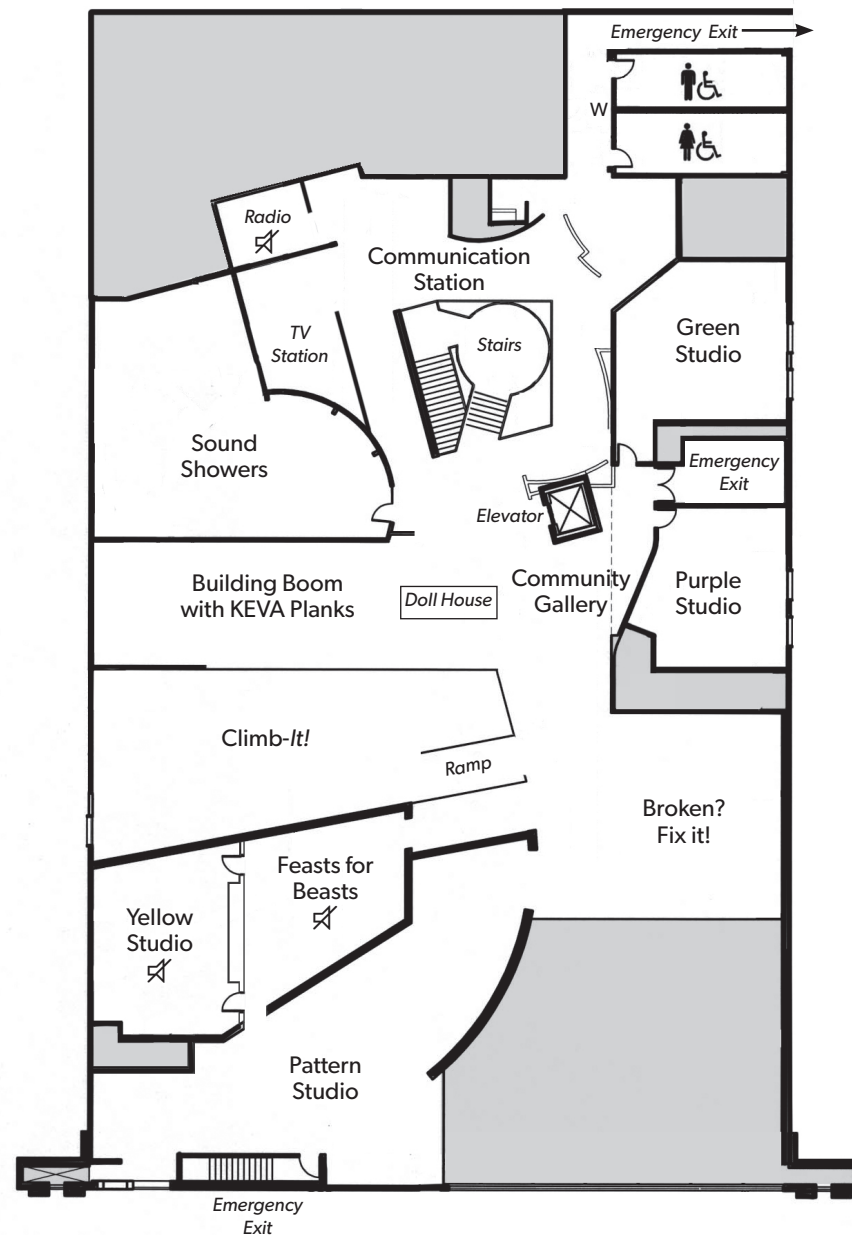 Emergency Exit
W
Radio
Communication
Station
TV
Station
Stairs
Green
Studio
Sound
Showers
Emergency
Exit
Elevator
Building Boom
with KEVA Planks
Doll House
Community
Gallery
Purple
Studio
Climb-It!
Ramp
Broken?
Fix it!
Feasts for
Beasts
Yellow
Studio
Pattern
Studio
Emergency
Exit